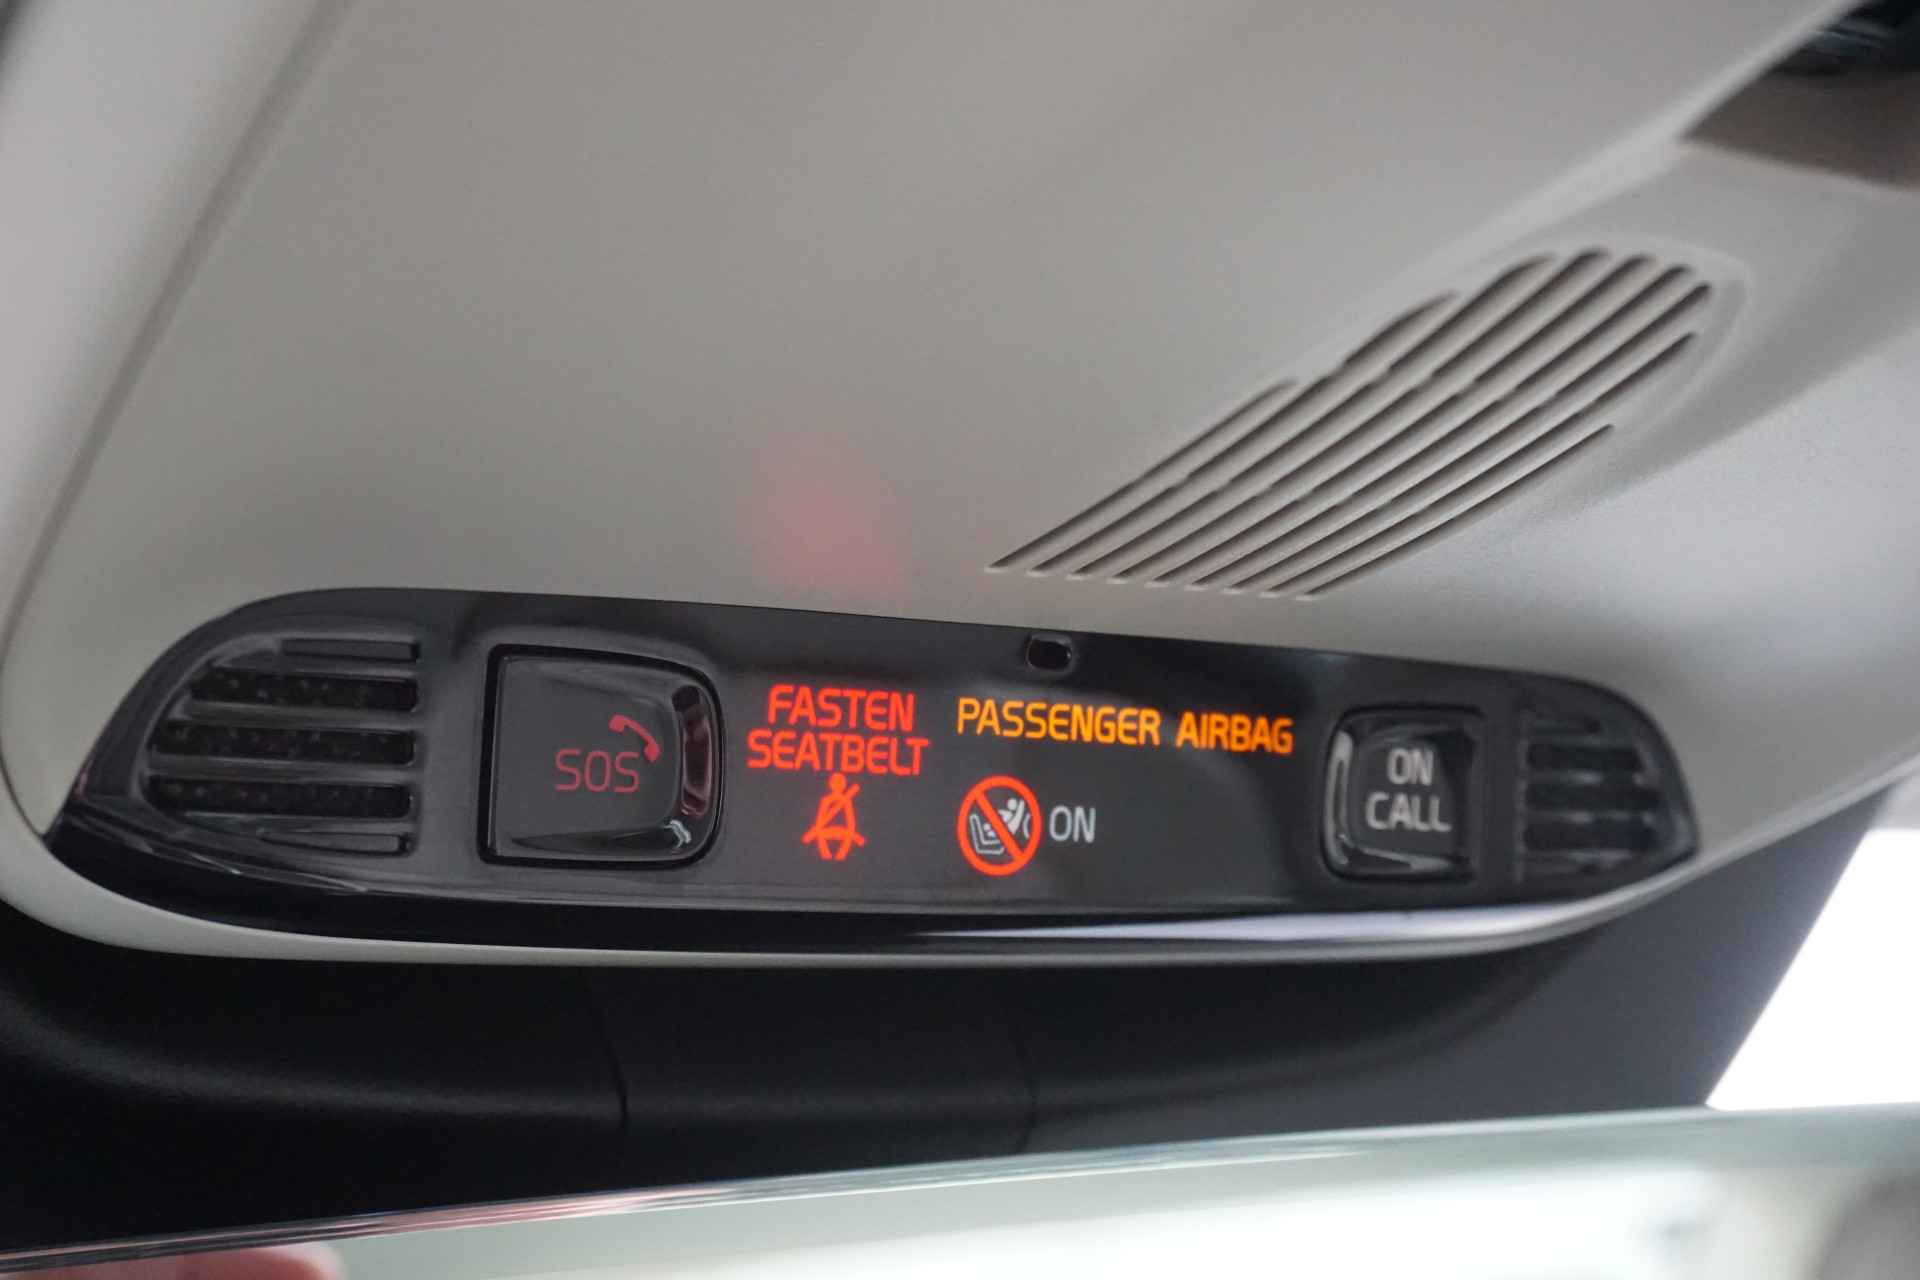 SOS
FASTEN
SEATBELT
PASSENGER AIRBAG
ON
ON
CALL